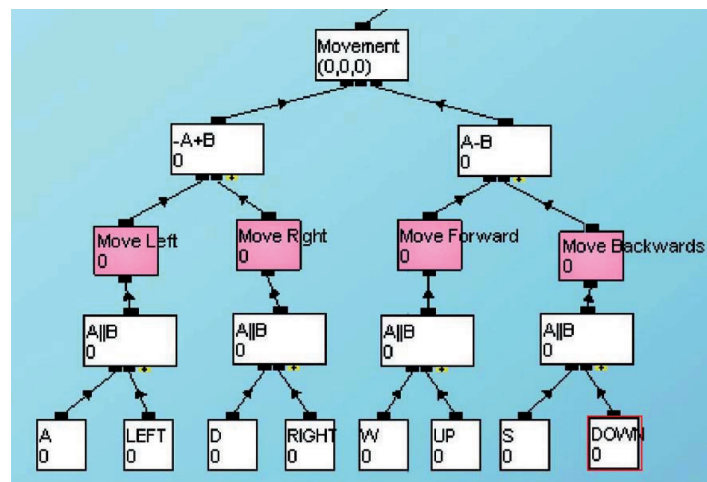 Movement
(0,0,0)
-A+B
0
A-B
0
Move Left
0
Move Right
0
Move Forward
0
Move Backwards
0
A||B
0
A||B
0
A||B
0
A||B
0
A
0
LEFT
0
D
0
RIGHT
0
W
0
UP
0
S
0
DOWN
0